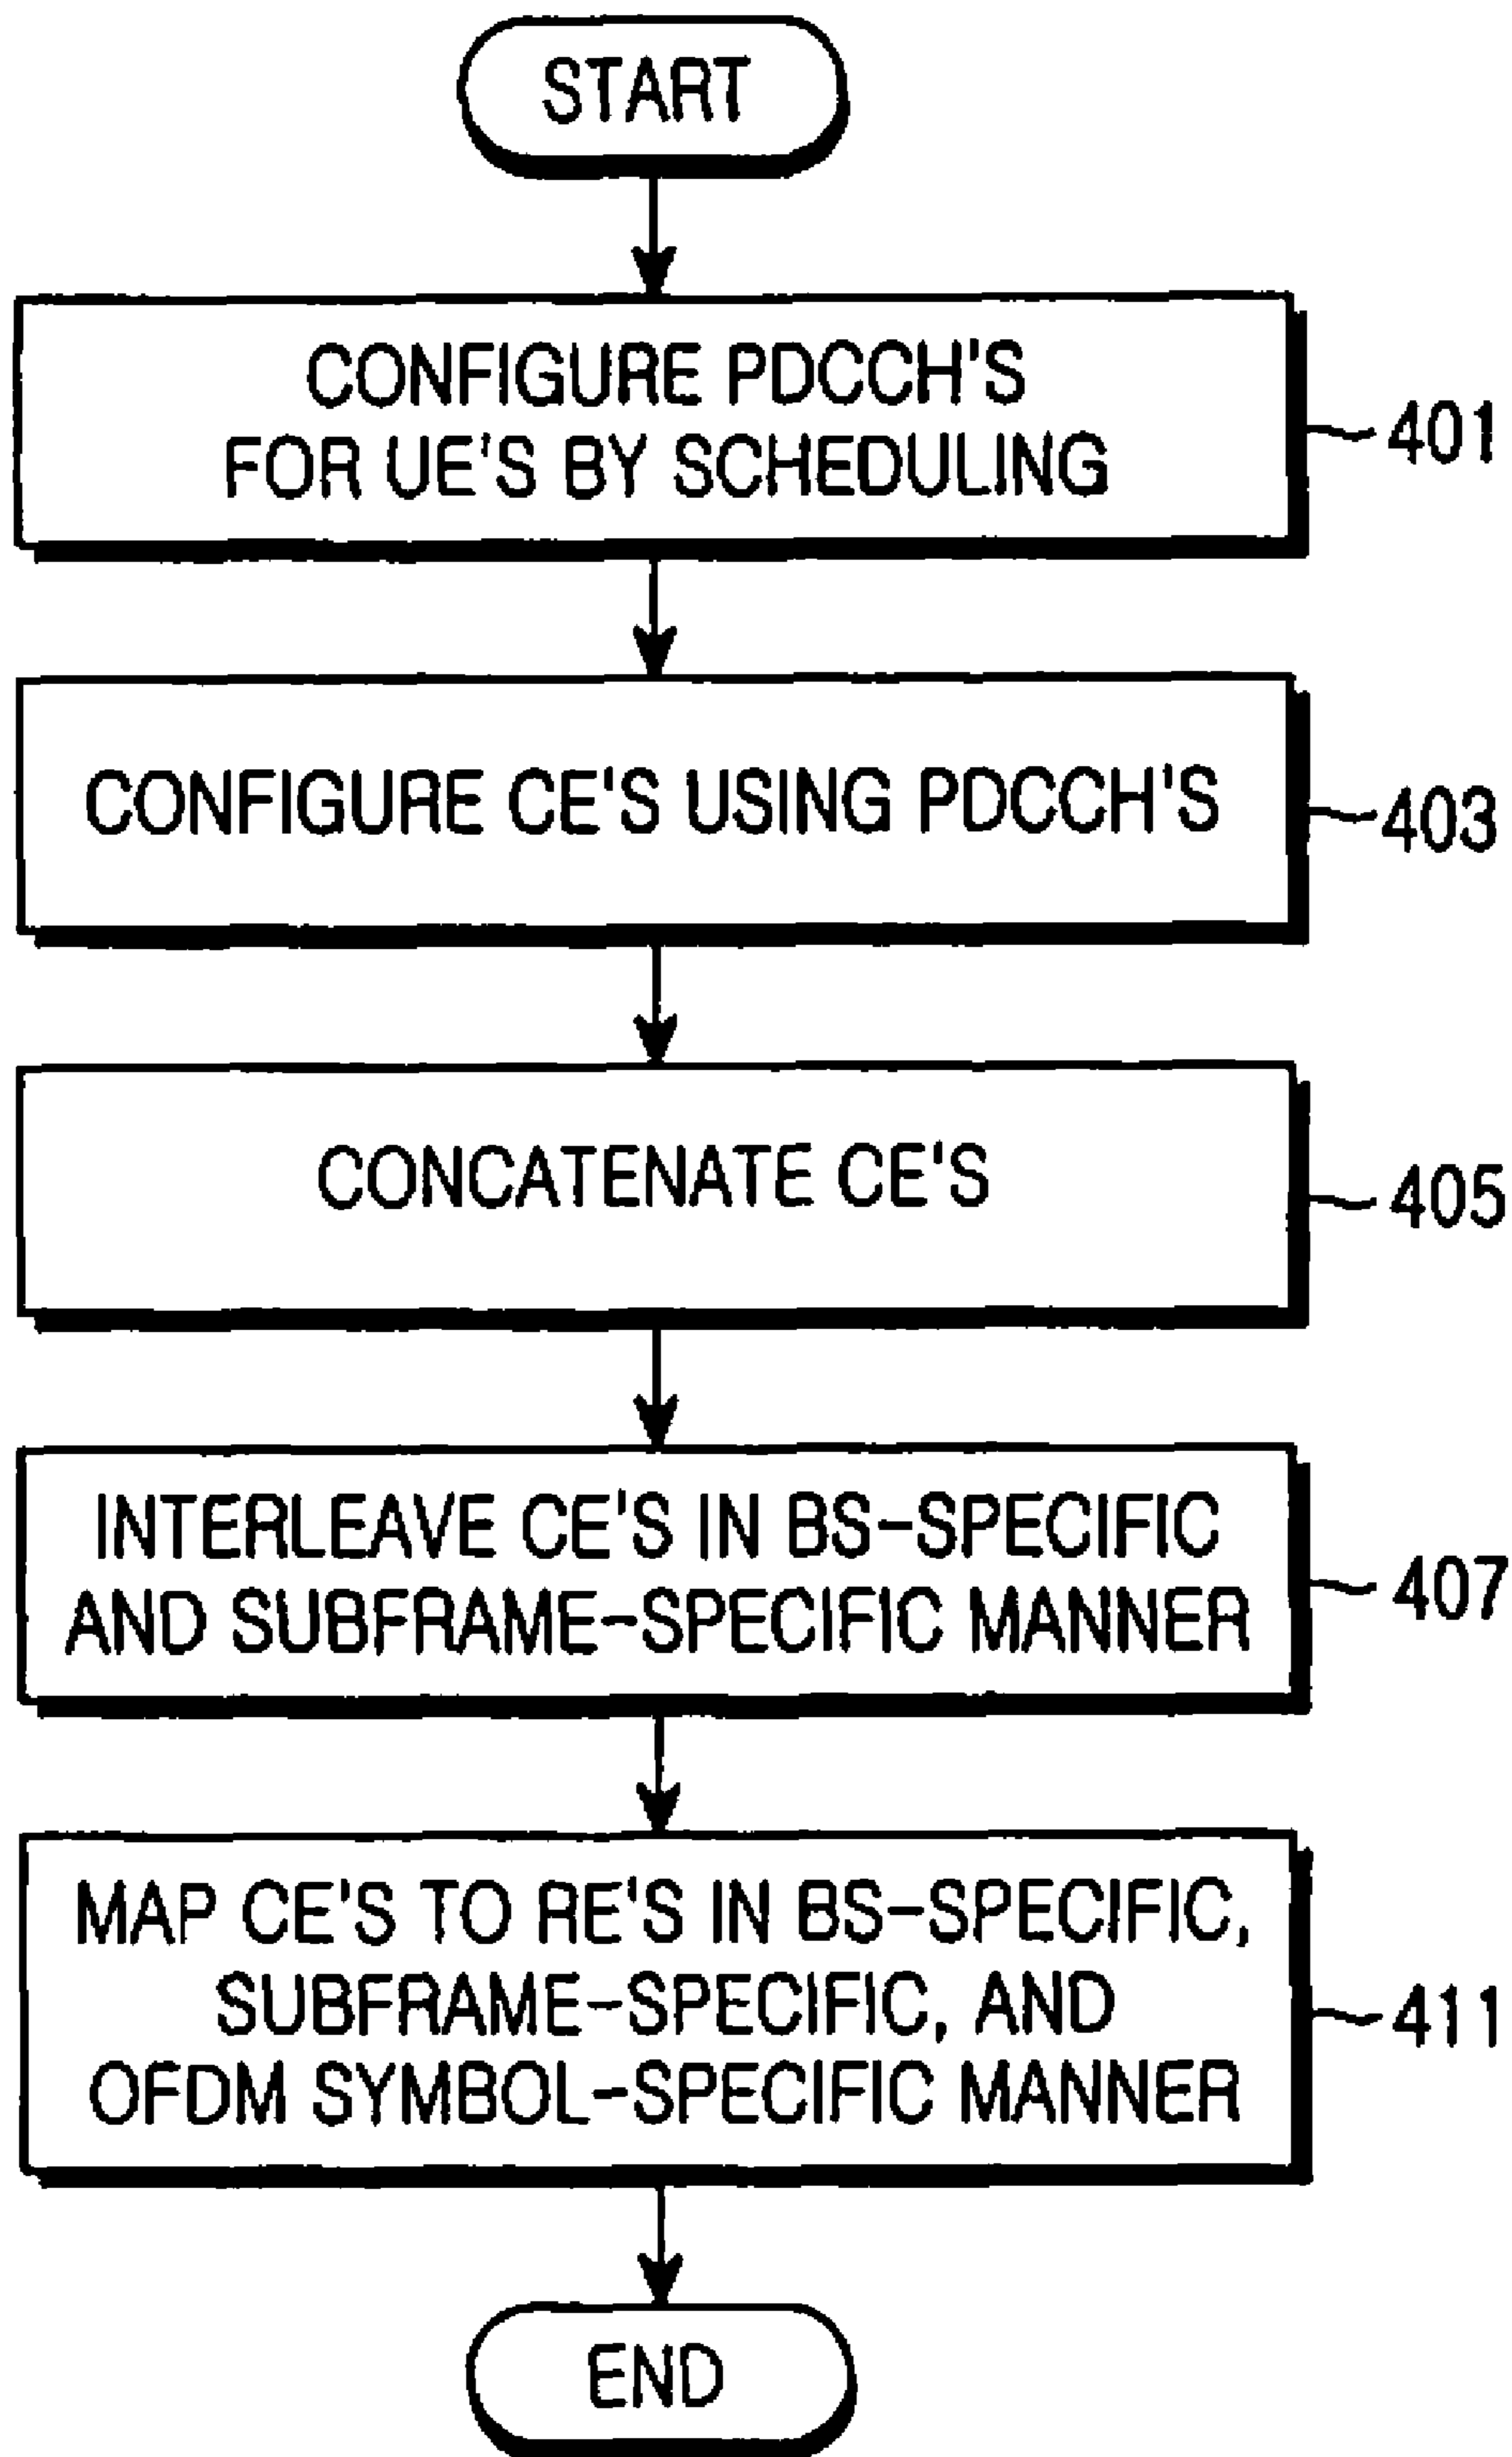 START
CONFIGURE PDCCH'S
FOR UE'S BY SCHEDULING
401
CONFIGURE CE'S USING PDCCH'S
403
CONCATENATE CE'S
405
INTERLEAVE CE'S IN BS-SPECIFIC
AND SUBFRAME-SPECIFIC MANNER
407
MAP CE'S TO RE'S IN BS-SPECIFIC,
SUBFRAME-SPECIFIC, AND
OFDM SYMBOL-SPECIFIC MANNER
411
END